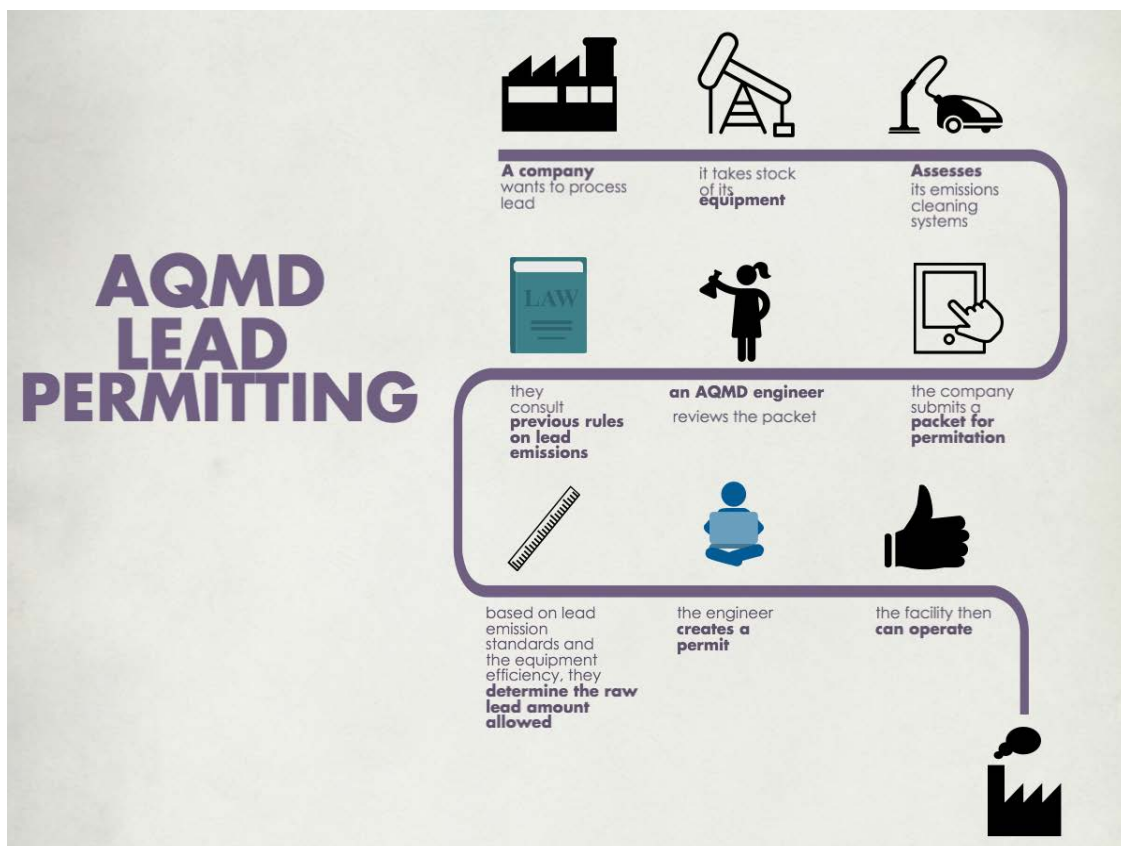 AQMD
LEAD
PERMITTING
A company
wants to process
lead
it takes stock
of its
equipment
Assesses
its emissions
cleaning
systems
LAW
the company
submits a
packet for
permitation
an AQMD engineer
reviews the packet
they
consult
previous rules
on lead
emissions
based on lead
emission
standards and
the equipment
efficiency, they
determine the raw
lead amount
allowed
the engineer
creates a
permit
the facility then
can operate